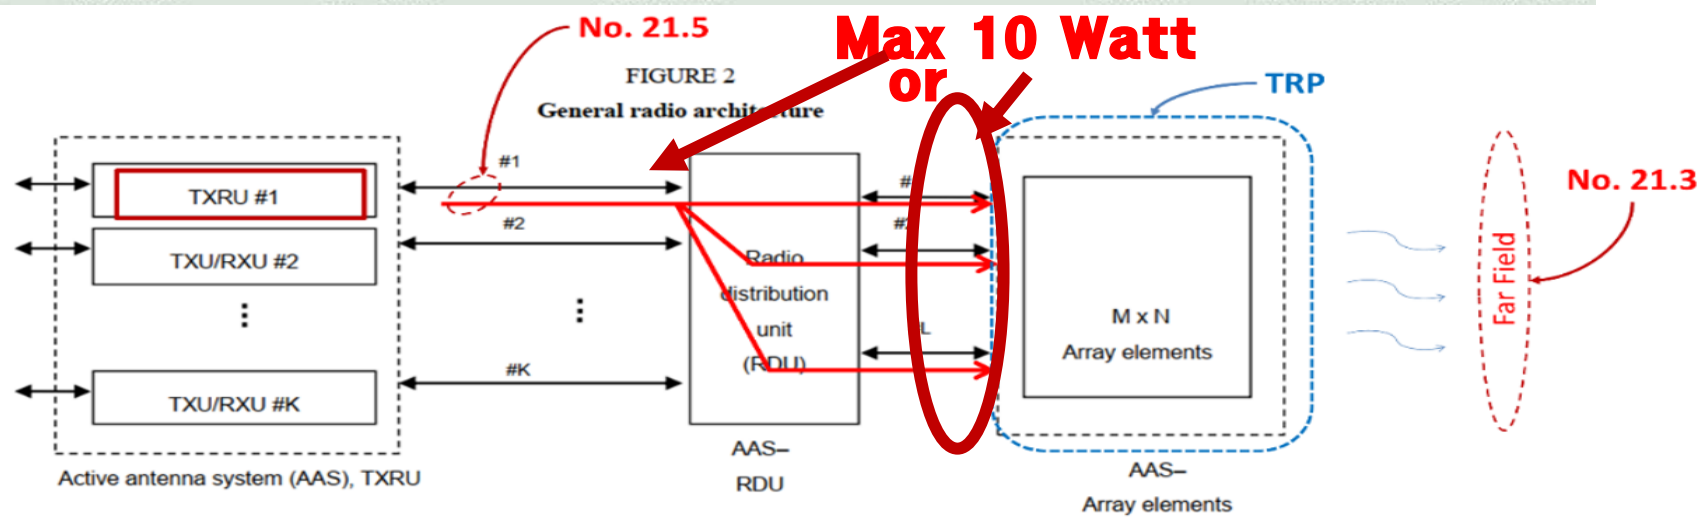 No. 21.5
Max 10 Watt
or
FIGURE 2
General radio architecture
TRP
No. 21.3
TXRU #1
#1
#2
TXU/RXU #2
⋮
⋮
#K
TXU/RXU #K
Radio
distribution
unit
(RDU)
#
#
L
M x N
Array elements
Far Field
Active antenna system (AAS), TXRU
AAS–
RDU
AAS–
Array elements